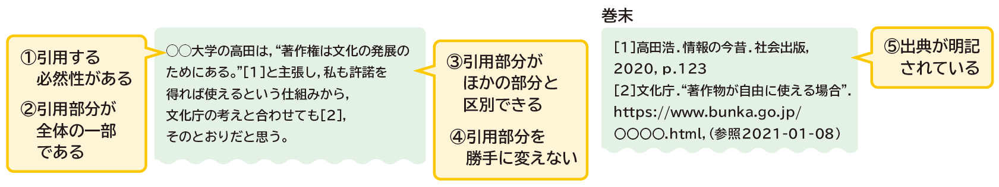 ①引用する
必然性がある
②引用部分が
全体の一部
である
○○大学の高田は，“著作権は文化の発展の
ためにある。”[1]と主張し，私も許諾を
得れば使えるという仕組みから，
文化庁の考えと合わせても[2]，
そのとおりだと思う。
③引用部分が
ほかの部分と
区別できる
④引用部分を
勝手に変えない
巻末
[1]高田浩．情報の今昔．社会出版，
2020，p.123
[2]文化庁．“著作物が自由に使える場合”．
https://www.bunka.go.jp/
○○○○.html，（参照2021-01-08）
⑤出典が明記
されている